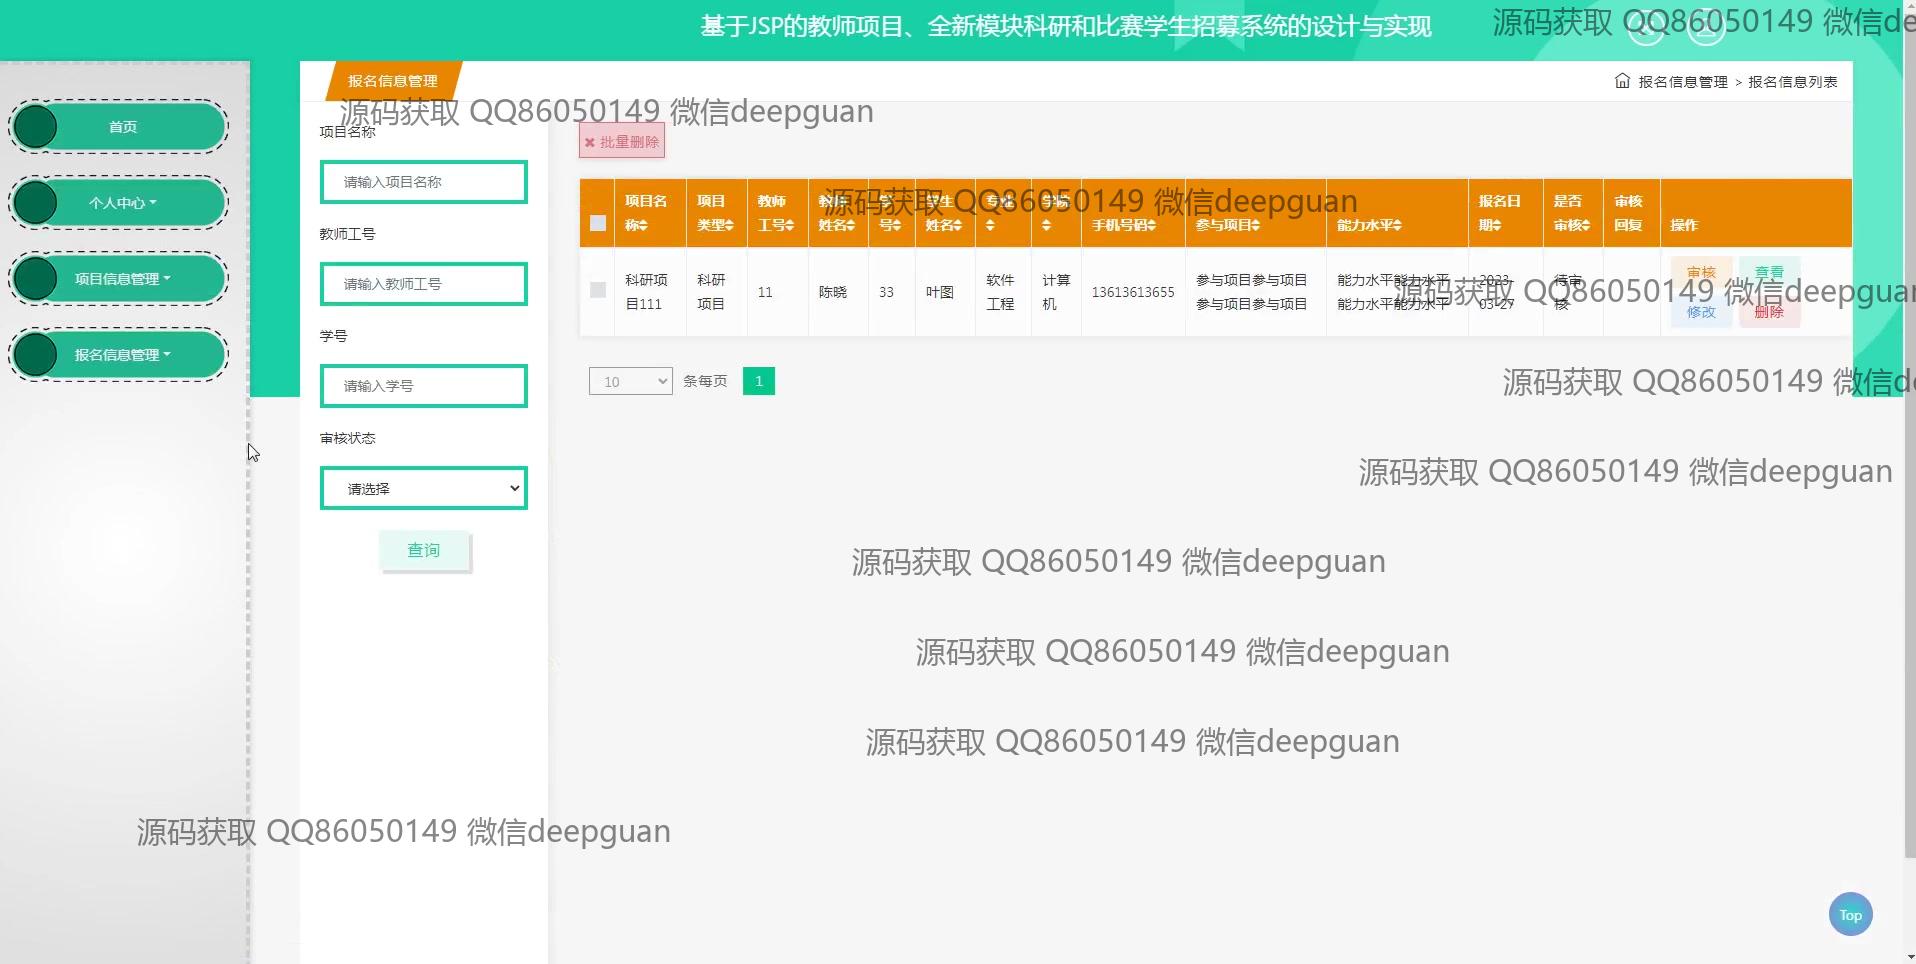 基于JSP的教师项目、全新模块科研和比赛学生招募系统的设计与实现
源码获取 QQ86050149 微信de
首页
个人中心
项目信息管理
报名信息管理
报名信息管理
报名信息管理 > 报名信息列表
源码获取 QQ86050149 微信deepguan
项目名称
请输入项目名称
教师工号
请输入教师工号
学号
请输入学号
审核状态
请选择
查询
批量删除
项目名称 项目类型 教师工号 教师姓名 学号 学生姓名 专业 学院 手机号码 参与项目 能力水平 报名日期 是否审核 审核回复 操作
源码获取 QQ86050149 微信deepguan
科研项目111 科研项目 11 陈晓 33 叶图 软件工程 计算机 13613613655 参与项目参与项目参与项目参与项目 能力水平能力水平能力水平能力水平 2023-03-27 待审核 审核 查看 修改 删除
源码获取 QQ86050149 微信deepguan
10 条每页 1
源码获取 QQ86050149 微信de
源码获取 QQ86050149 微信deepguan
源码获取 QQ86050149 微信deepguan
源码获取 QQ86050149 微信deepguan
源码获取 QQ86050149 微信deepguan
源码获取 QQ86050149 微信deepguan
Top